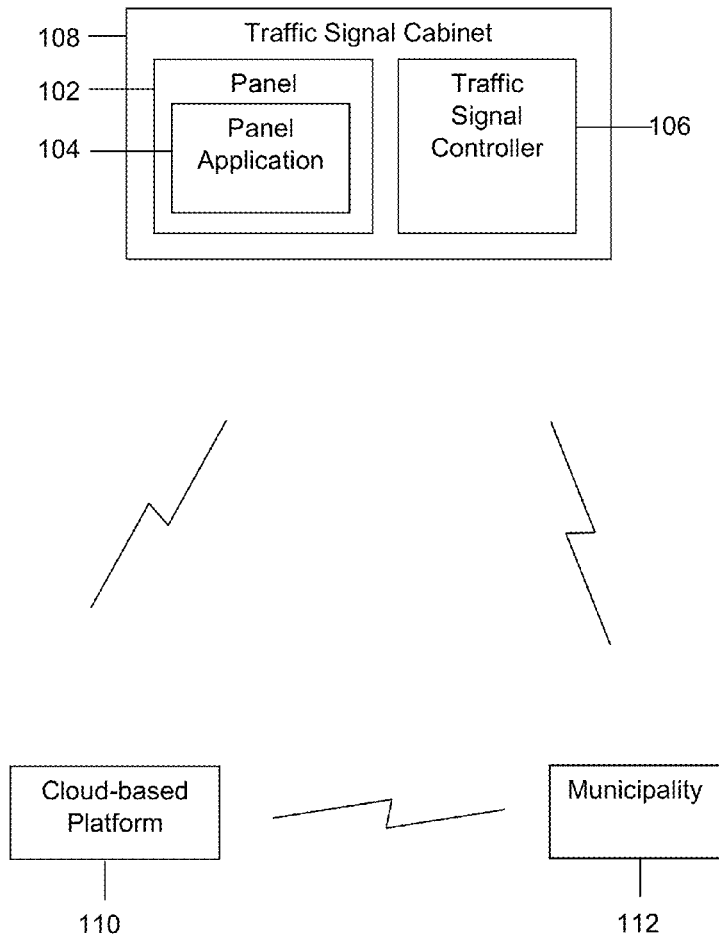 108
Traffic Signal Cabinet
102
Panel
Traffic
Signal
Controller
106
104
Panel
Application
Cloud-based
Platform
Municipality
110
112